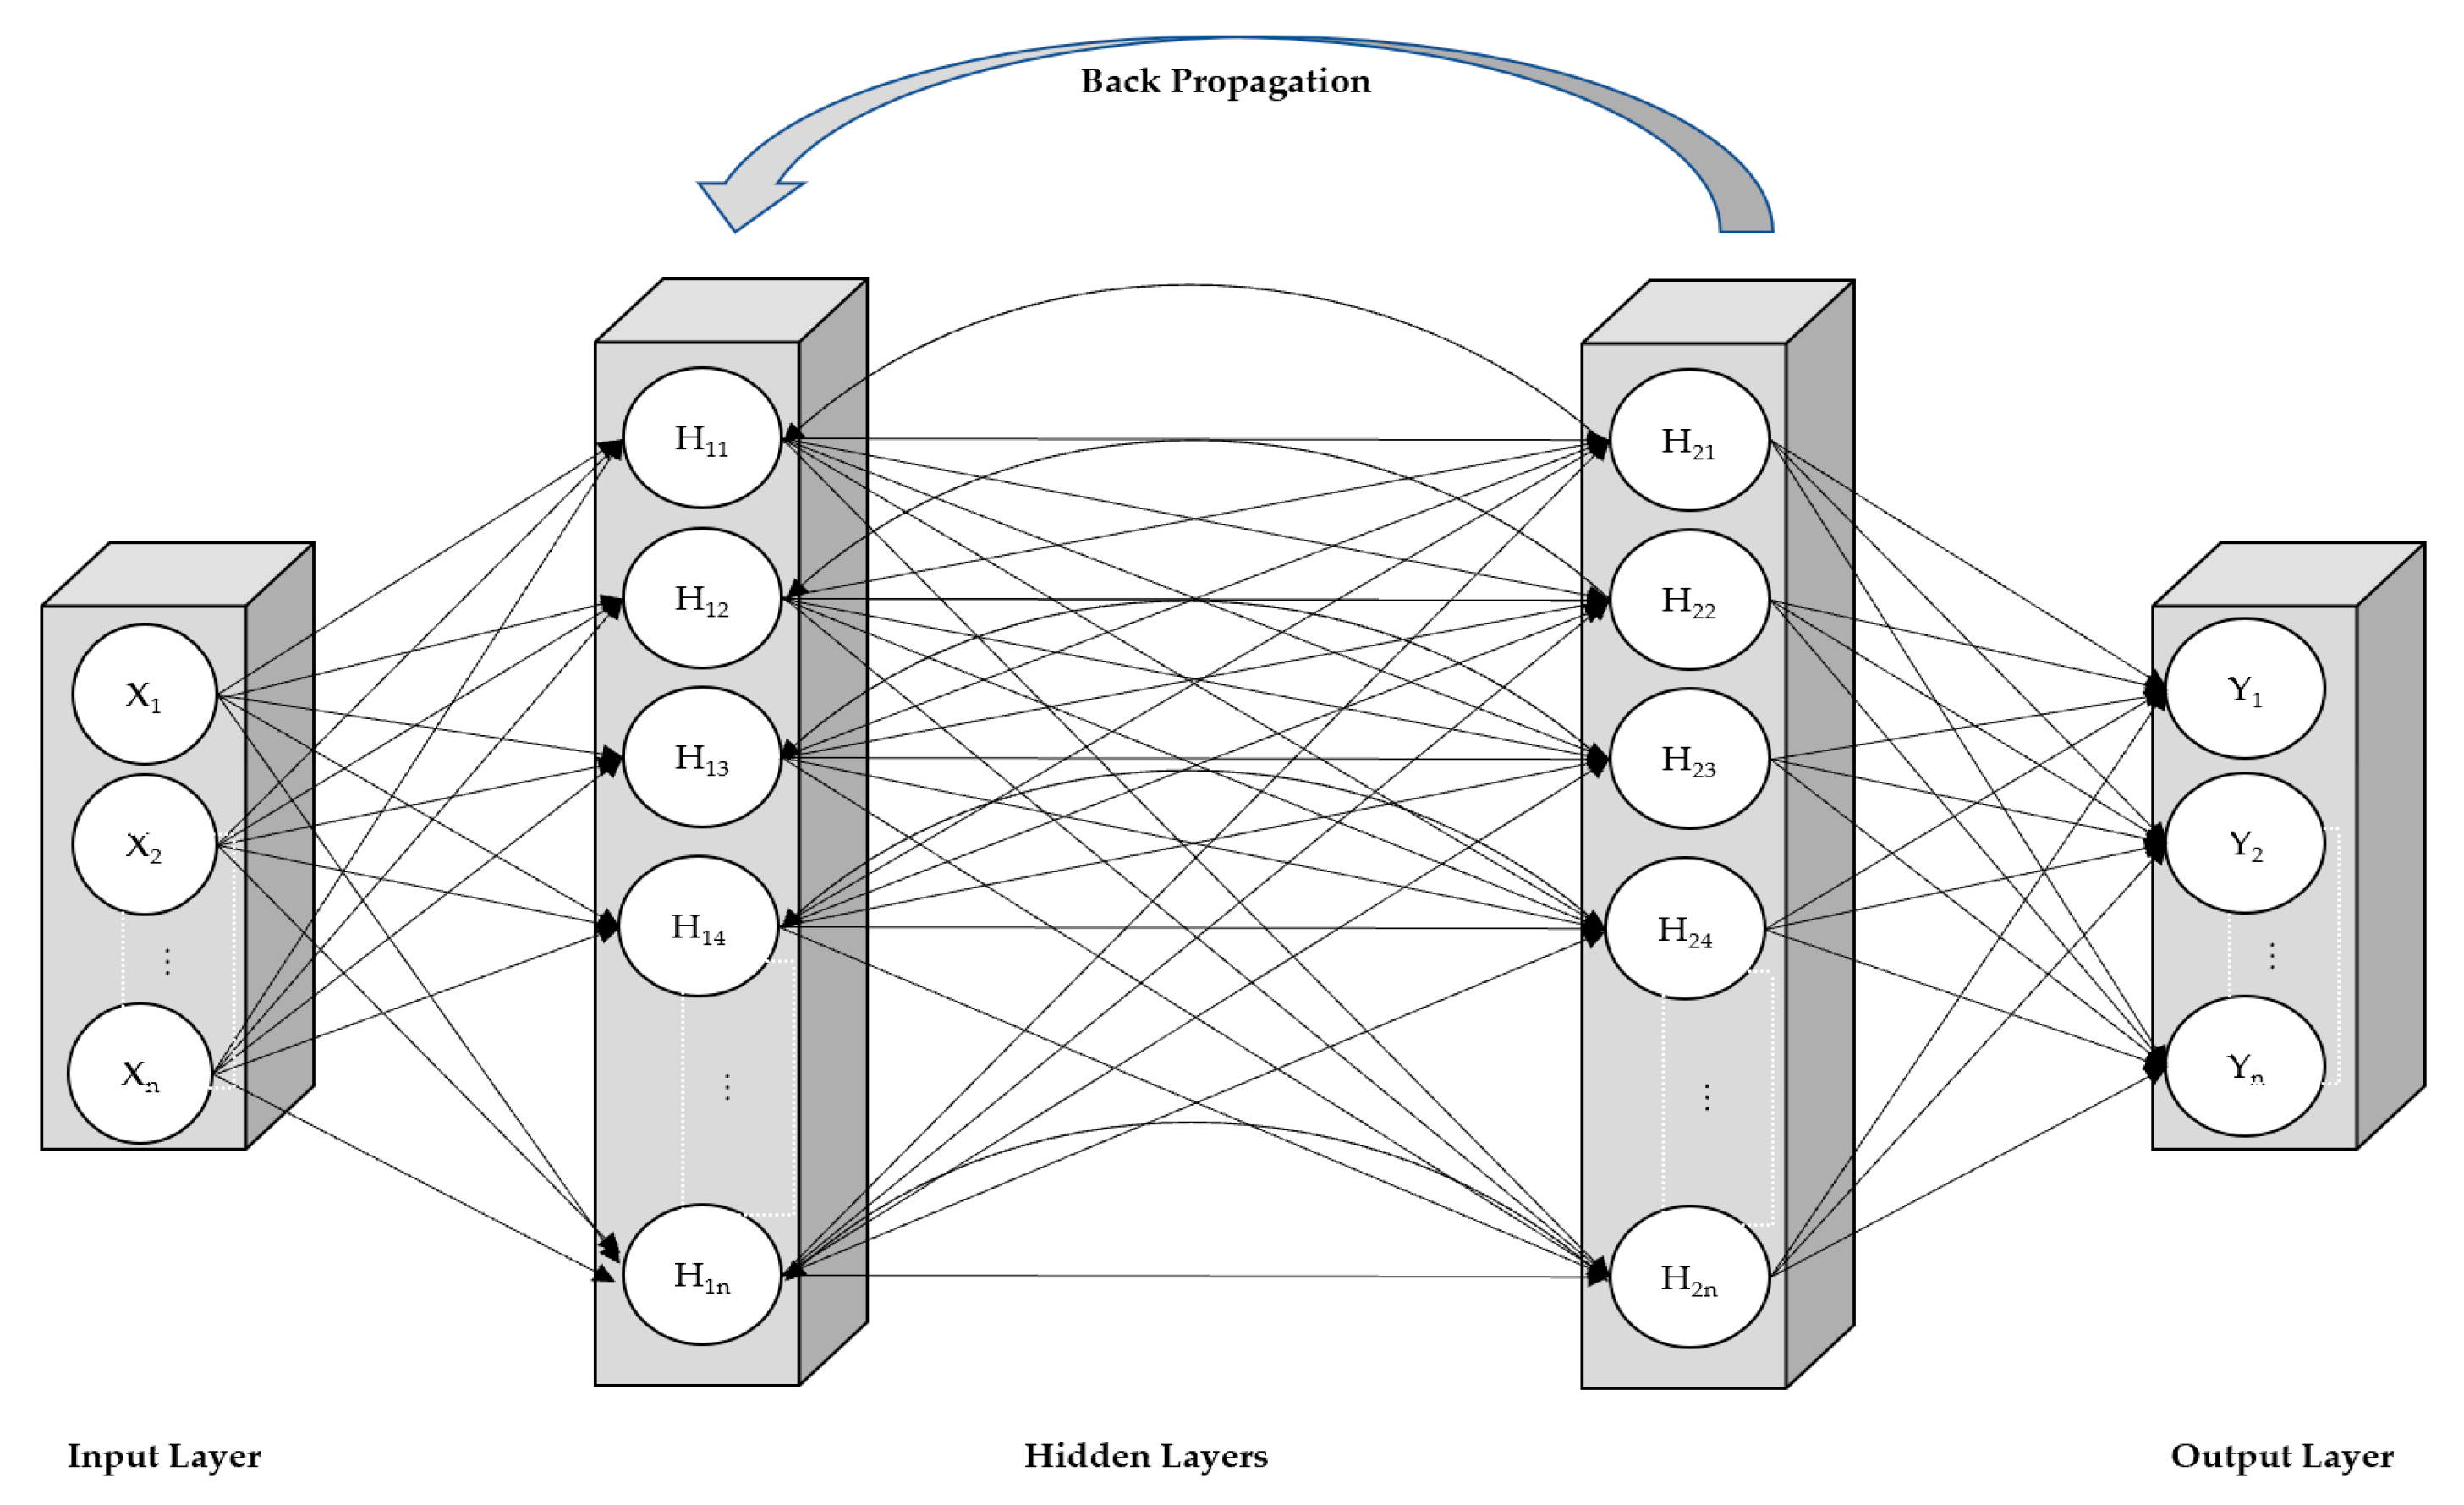 Back Propagation
H11
H12
H13
H14
⋮
H1n
H21
H22
H23
H24
⋮
H2n
X1
X2
⋮
Xn
Y1
Y2
⋮
Yn
Input Layer
Hidden Layers
Output Layer